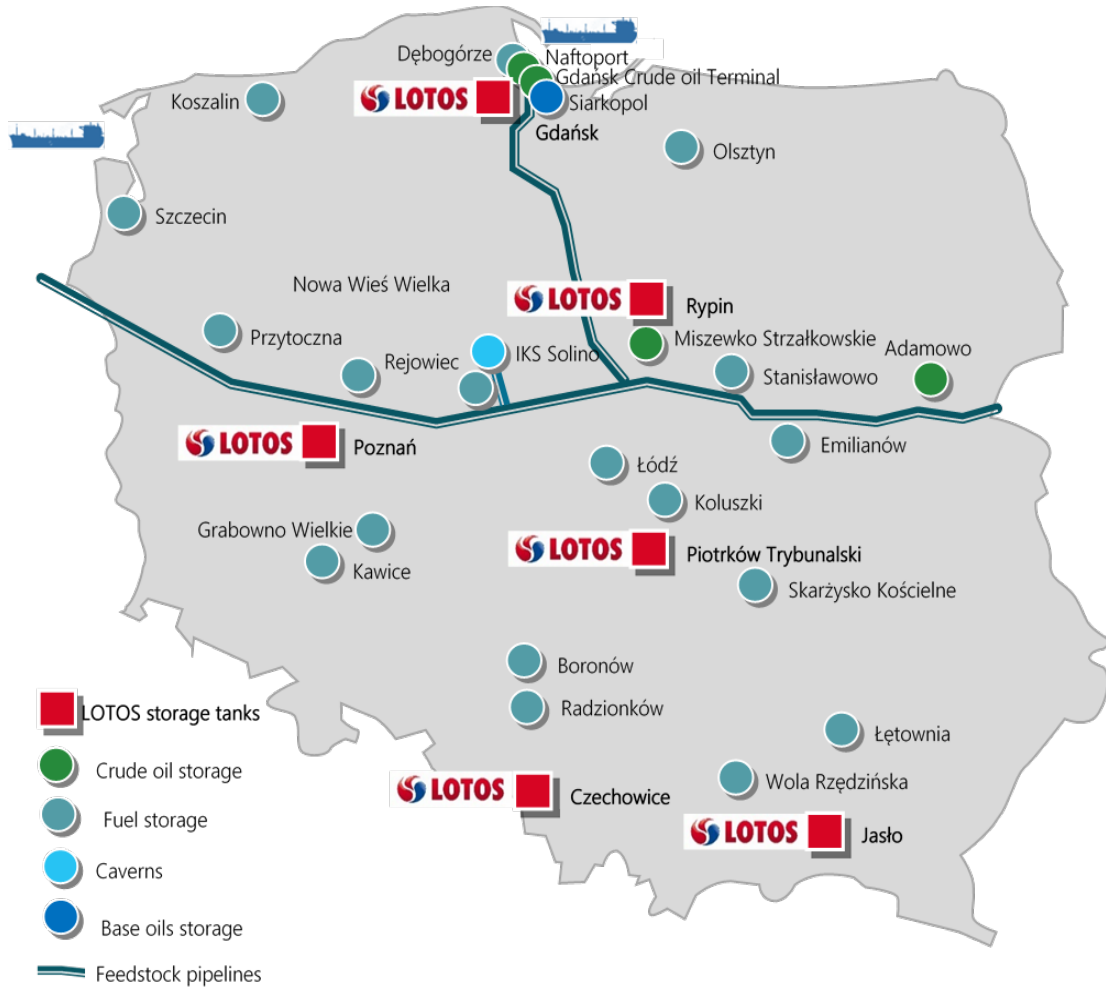 Dębogórze
Naftoport
Gdańsk Crude oil Terminal
LOTOS
Siarkopol
Koszalin
Gdańsk
Olsztyn
Szczecin
Nowa Wieś Wielka
LOTOS
Rypin
Przytoczna
Miszewko Strzałkowskie
Rejowiec
IKS Solino
Adamowo
Stanisławowo
LOTOS
Poznań
Emilianów
Łódź
Koluszki
Grabowno Wielkie
LOTOS
Piotrków Trybunalski
Kawice
Skarżysko Kościelne
Boronów
Radzionków
Łętownia
Wola Rzędzińska
LOTOS
Czechowice
LOTOS
Jasło
LOTOS storage tanks
Crude oil storage
Fuel storage
Caverns
Base oils storage
Feedstock pipelines